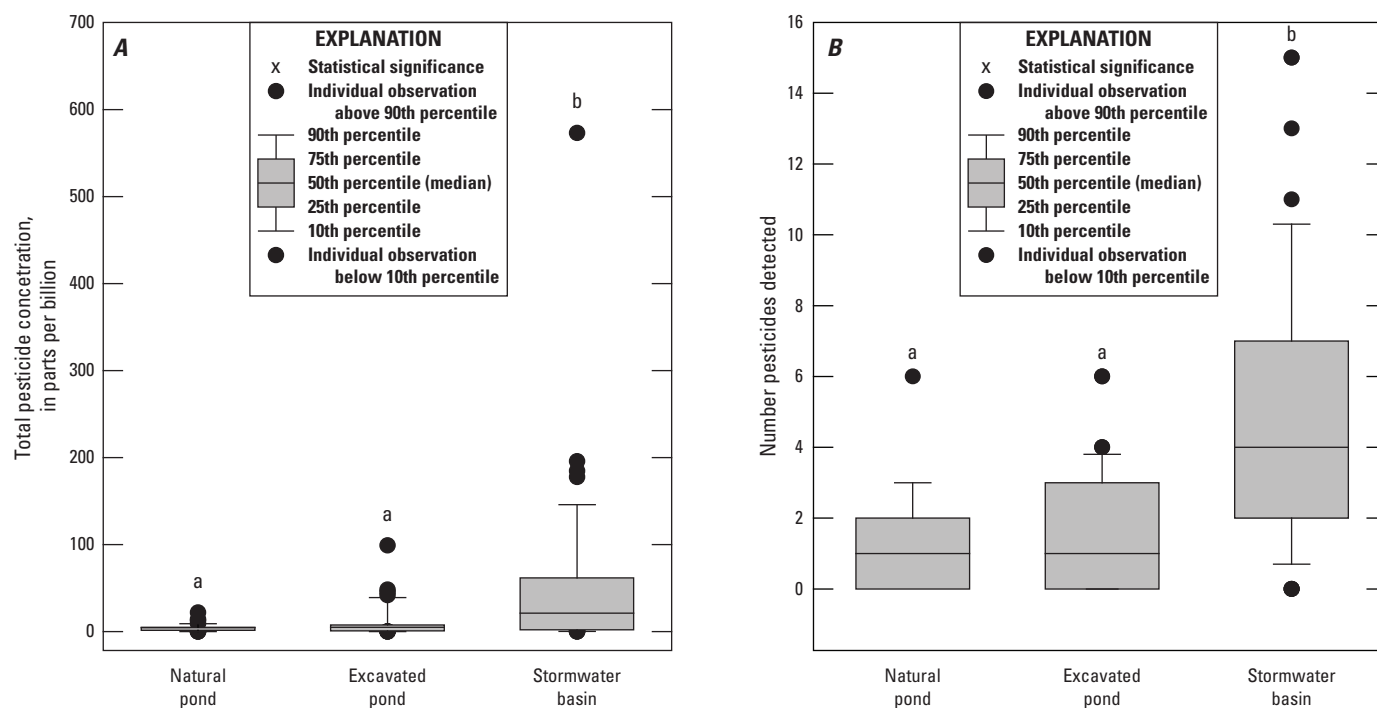 A
EXPLANATION
x Statistical significance
Individual observation
above 90th percentile
90th percentile
75th percentile
50th percentile (median)
25th percentile
10th percentile
Individual observation
below 10th percentile
Total pesticide concetration,
in parts per billion
700
600
500
400
300
200
100
0
a
a
b
Natural
pond
Excavated
pond
Stormwater
basin
B
EXPLANATION
x Statistical significance
Individual observation
above 90th percentile
90th percentile
75th percentile
50th percentile (median)
25th percentile
10th percentile
Individual observation
below 10th percentile
Number pesticides detected
16
14
12
10
8
6
4
2
0
a
a
b
Natural
pond
Excavated
pond
Stormwater
basin